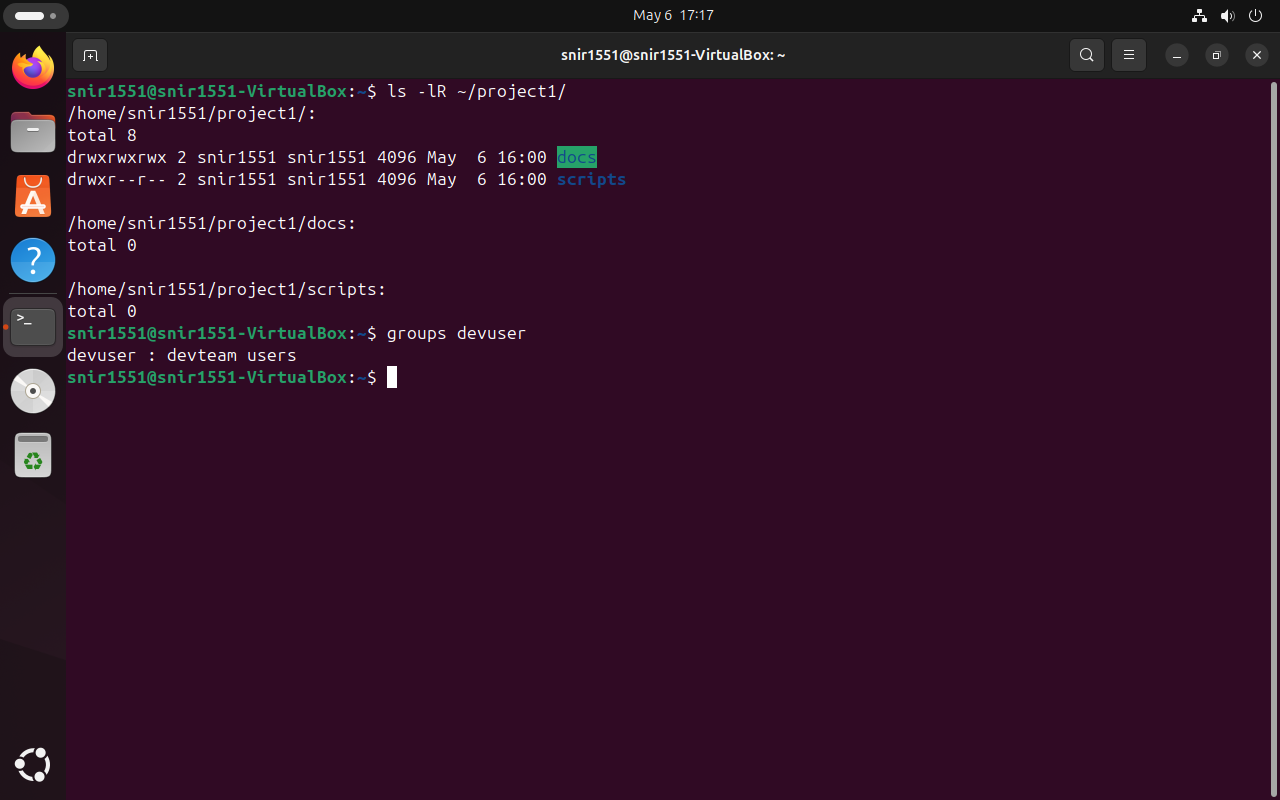 May 6 17:17
snir1551@snir1551-VirtualBox: ~
snir1551@snir1551-VirtualBox:~$ ls -lR ~/project1/
/home/snir1551/project1/:
total 8
drwxrwxrwx 2 snir1551 snir1551 4096 May  6 16:00 docs
drwxr--r-- 2 snir1551 snir1551 4096 May  6 16:00 scripts
/home/snir1551/project1/docs:
total 0
/home/snir1551/project1/scripts:
total 0
snir1551@snir1551-VirtualBox:~$ groups devuser
devuser : devteam users
snir1551@snir1551-VirtualBox:~$